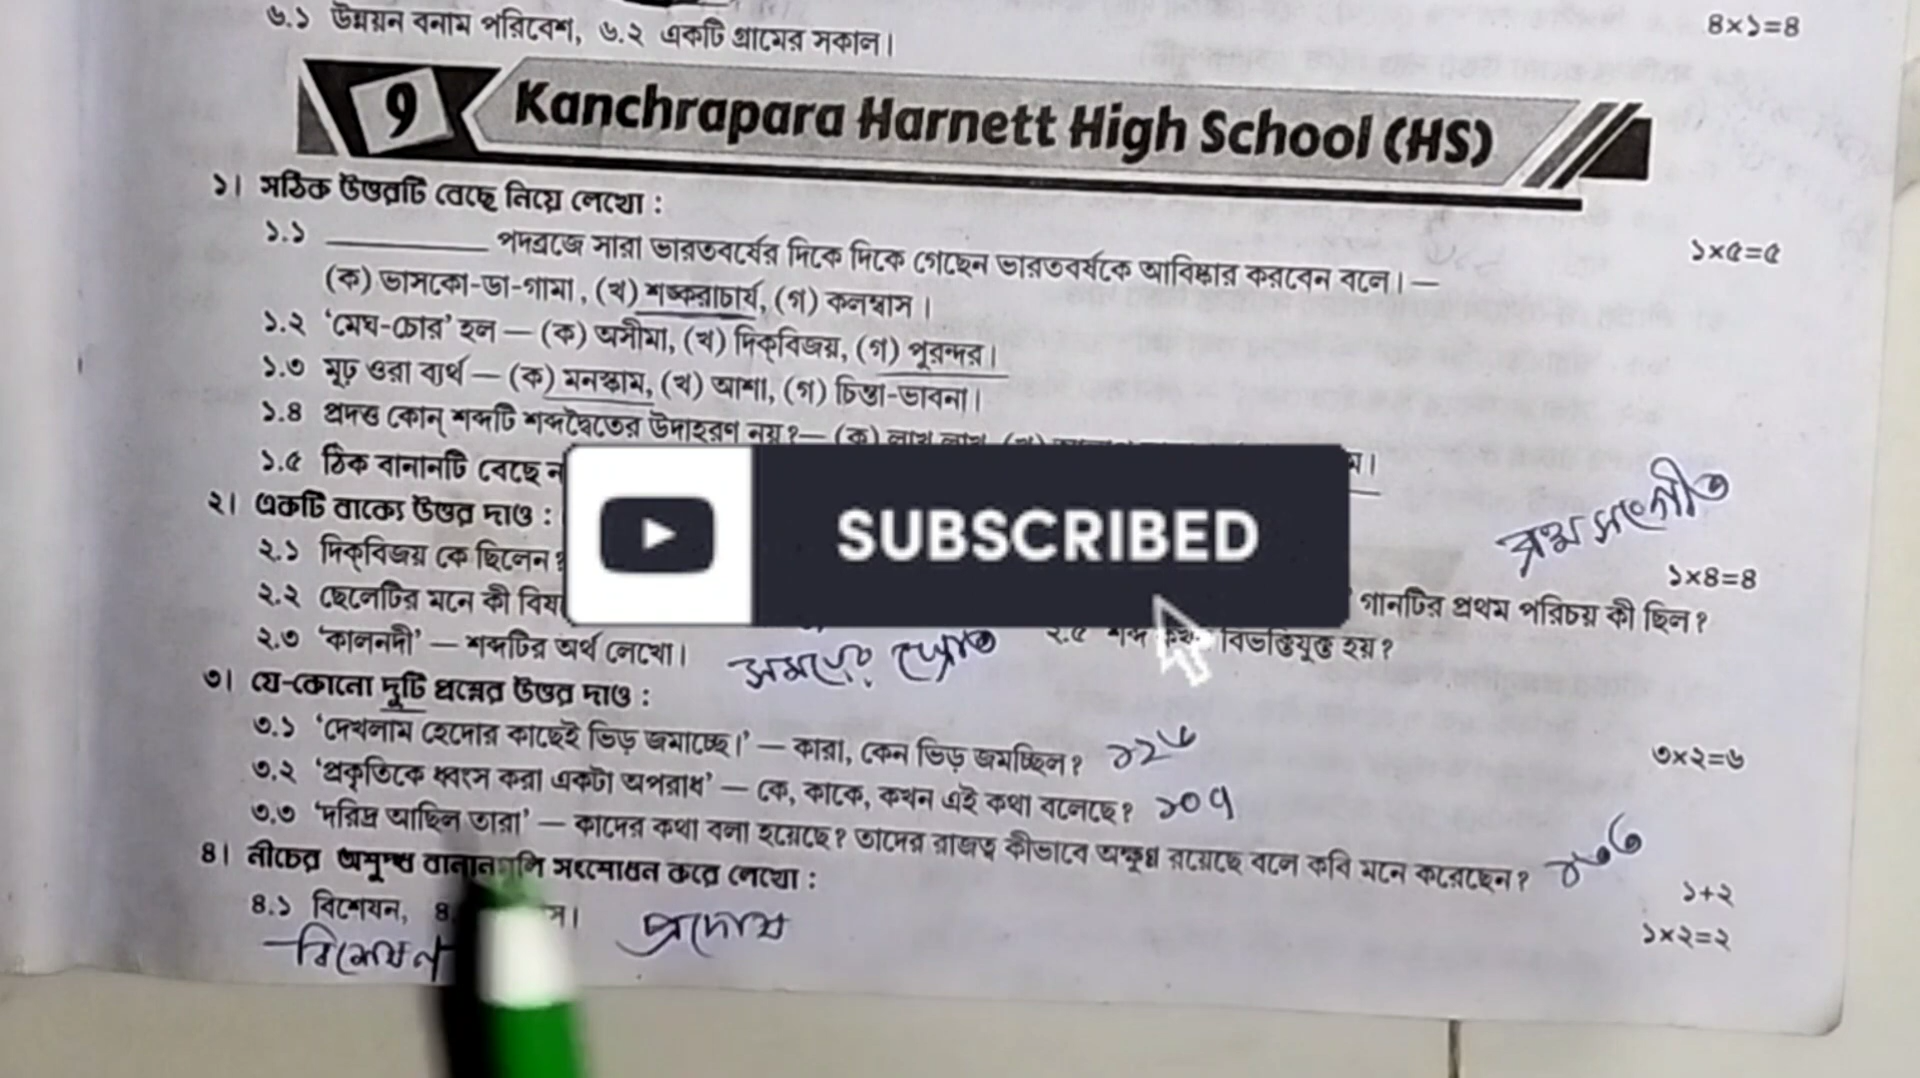 ৬.১ উন্নয়ন বনাম পরিবেশ, ৬.২ একটি গ্রামের সকাল।
৪×১=৪
9 Kanchrapara Harnett High School (HS)
১। সঠিক উত্তরটি বেছে নিয়ে লেখো :
১×৫=৫
১.১ __________ পদব্রজে সারা ভারতবর্ষের দিকে দিকে গেছেন ভারতবর্ষকে আবিষ্কার করবেন বলে।—
(ক) ভাসকো-ডা-গামা, (খ) শঙ্করাচার্য, (গ) কলম্বাস।
১.২ ‘মেঘ-চোর’ হল — (ক) অসীমা, (খ) দিক্‌বিজয়, (গ) পুরন্দর।
১.৩ মূঢ় ওরা ব্যর্থ — (ক) মনস্কাম, (খ) আশা, (গ) চিন্তা-ভাবনা।
১.৪ প্রদত্ত কোন্ শব্দটি শব্দদ্বৈতের উদাহরণ নয়?— (ক) লাখ লাখ,
১.৫ ঠিক বানানটি বেছে
SUBSCRIBED
২। একটি বাক্যে উত্তর দাও :
১×৪=৪
২.১ দিক্‌বিজয় কে ছিলেন?
২.২ ছেলেটির মনে কী
গানটির প্রথম পরিচয় কী ছিল?
২.৩ ‘কালনদী’ — শব্দটির অর্থ লেখো।
২.৫ শব্দ বিভক্তিযুক্ত হয়?
৩। যে-কোনো দুটি প্রশ্নের উত্তর দাও :
৩×২=৬
৩.১ ‘দেখলাম হেদোর কাছেই ভিড় জমাচ্ছে।’ — কারা, কেন ভিড় জমচ্ছিল?
৩.২ ‘প্রকৃতিকে ধ্বংস করা একটা অপরাধ’ — কে, কাকে, কখন এই কথা বলেছে? ১০৭
৩.৩ ‘দরিদ্র আছিল তারা’ — কাদের কথা বলা হয়েছে? তাদের রাজত্ব কীভাবে অক্ষুণ্ণ রয়েছে বলে কবি মনে করেছেন?
১+২
৪। নীচের অশুদ্ধ বানানগুলি সংশোধন করে লেখো :
১×২=২
৪.১ বিশেষন,
বিশেষণ প্রদোষ